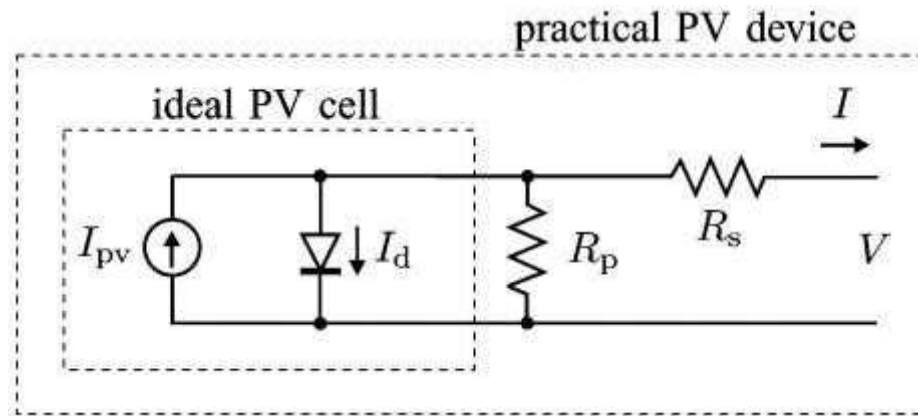 practical PV device
ideal PV cell
I
I_pv
I_d
R_p
R_s
V